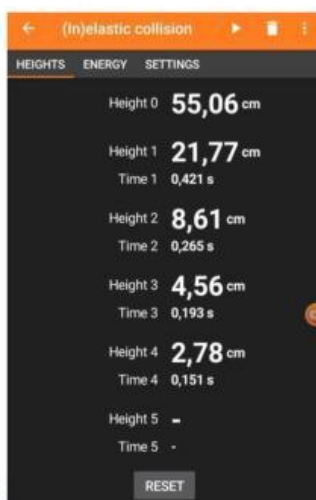 (In)elastic collision
HEIGHTS ENERGY SETTINGS
Height 0 55,06 cm
Height 1 21,77 cm
Time 1 0,421 s
Height 2 8,61 cm
Time 2 0,265 s
Height 3 4,56 cm
Time 3 0,193 s
Height 4 2,78 cm
Time 4 0,151 s
Height 5 -
Time 5 -
RESET